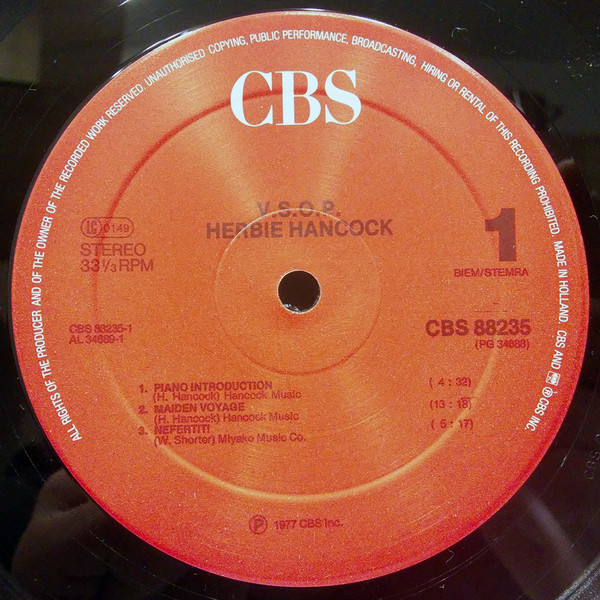 ALL RIGHTS OF THE PRODUCER AND OF THE OWNER OF THE RECORDED WORK RESERVED. UNAUTHORISED COPYING, PUBLIC PERFORMANCE, BROADCASTING, HIRING OR RENTAL OF THIS RECORDING PROHIBITED. MADE IN HOLLAND. CBS AND ℗ CBS INC.
CBS
V.S.O.P.
HERBIE HANCOCK
LC 0149
STEREO
33⅓ RPM
1
BIEM/STEMRA
CBS 88235
(PG 34688)
CBS 88235-1
AL 34689-1
1. PIANO INTRODUCTION (4:32)
(H. Hancock) Hancock Music
2. MAIDEN VOYAGE (13:18)
(H. Hancock) Hancock Music
3. NEFERTITI (5:17)
(W. Shorter) Miyako Music Co.
℗ 1977 CBS Inc.